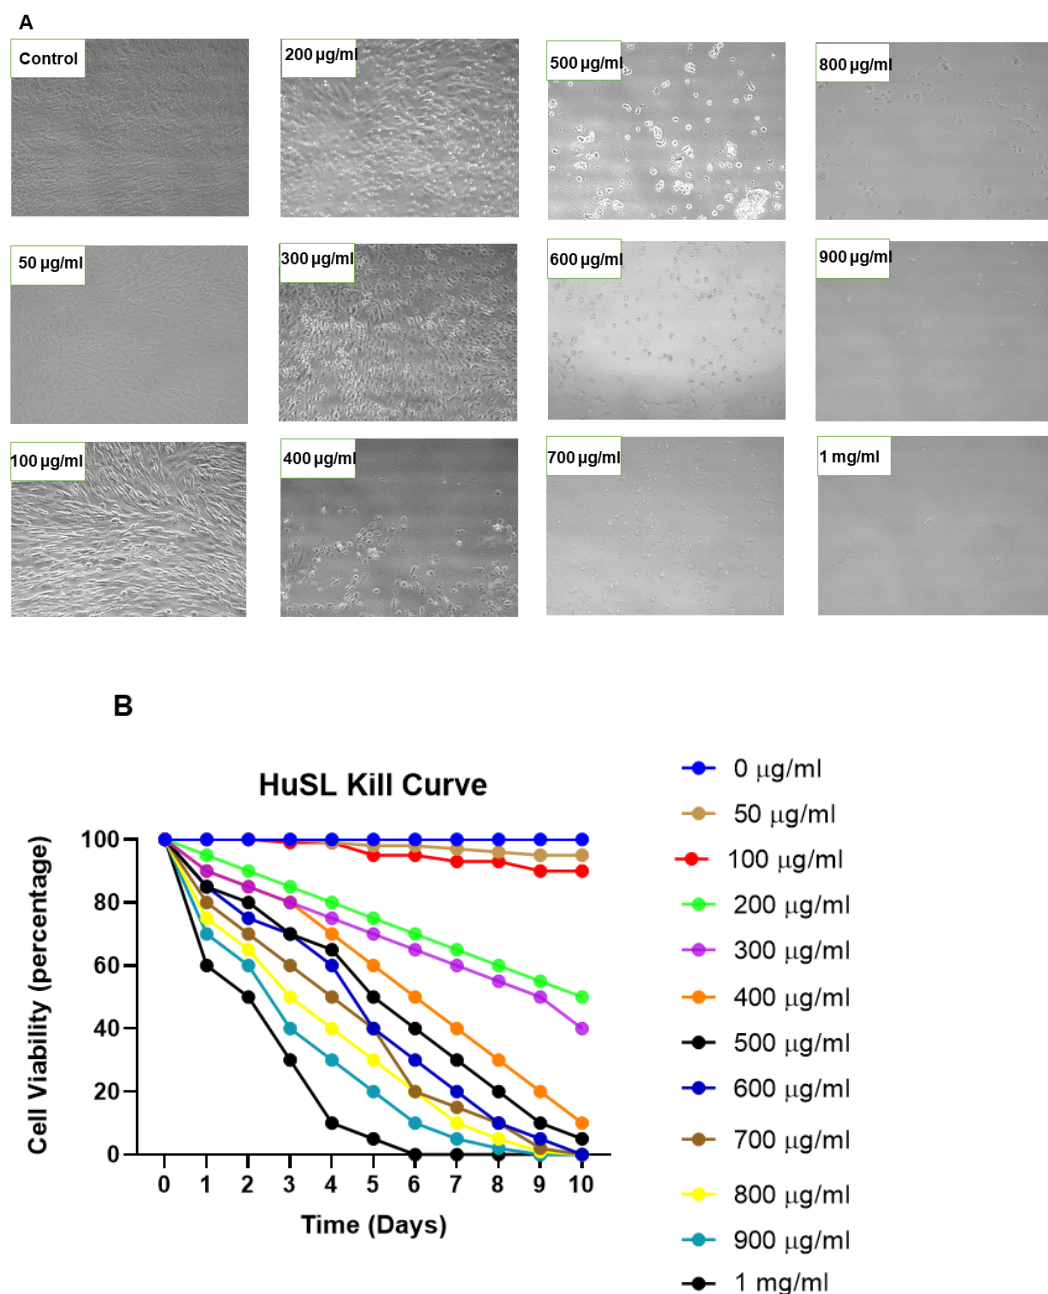 A
Control
200 µg/ml
500 µg/ml
800 µg/ml
50 µg/ml
300 µg/ml
600 µg/ml
900 µg/ml
100 µg/ml
400 µg/ml
700 µg/ml
1 mg/ml
B
HuSL Kill Curve
Cell Viability (percentage)
100
80
60
40
20
0
0 1 2 3 4 5 6 7 8 9 10
Time (Days)
0 µg/ml
50 µg/ml
100 µg/ml
200 µg/ml
300 µg/ml
400 µg/ml
500 µg/ml
600 µg/ml
700 µg/ml
800 µg/ml
900 µg/ml
1 mg/ml